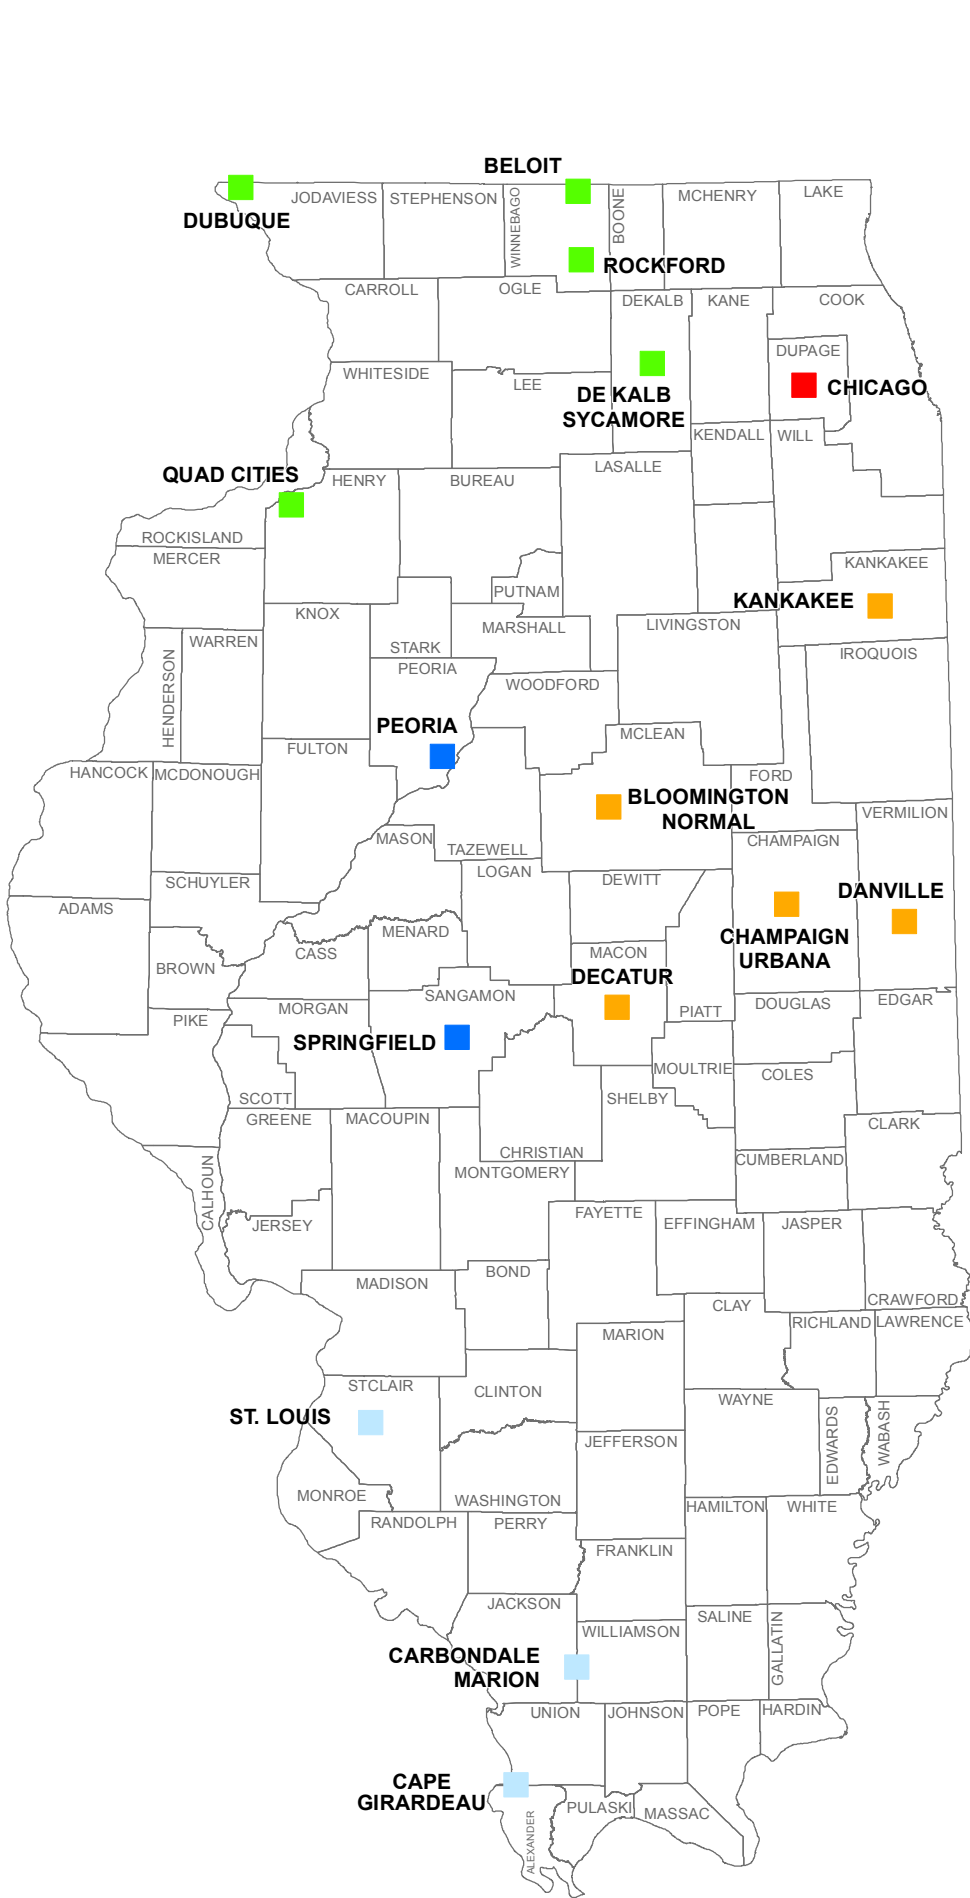 BELOIT
DUBUQUE
JODAVIESS
STEPHENSON
WINNEBAGO
BOONE
MCHENRY
LAKE
ROCKFORD
CARROLL
OGLE
DEKALB
KANE
COOK
WHITESIDE
LEE
DE KALB
SYCAMORE
DUPAGE
CHICAGO
KENDALL
WILL
QUAD CITIES
HENRY
BUREAU
LASALLE
ROCKISLAND
MERCER
PUTNAM
KANKAKEE
KANKAKEE
KNOX
WARREN
HENDERSON
STARK
MARSHALL
LIVINGSTON
IROQUOIS
PEORIA
WOODFORD
PEORIA
MCLEAN
FULTON
HANCOCK
MCDONOUGH
FORD
BLOOMINGTON
NORMAL
VERMILION
MASON
TAZEWELL
CHAMPAIGN
LOGAN
SCHUYLER
DEWITT
DANVILLE
ADAMS
MENARD
CHAMPAIGN
URBANA
CASS
MACON
BROWN
DECATUR
SANGAMON
MORGAN
PIATT
DOUGLAS
EDGAR
PIKE
SPRINGFIELD
MOULTRIE
COLES
SCOTT
SHELBY
GREENE
MACOUPIN
CLARK
CHRISTIAN
CUMBERLAND
MONTGOMERY
CALHOUN
JERSEY
FAYETTE
EFFINGHAM
JASPER
MADISON
BOND
CLAY
CRAWFORD
MARION
RICHLAND
LAWRENCE
STCLAIR
CLINTON
WAYNE
ST. LOUIS
EDWARDS
WABASH
JEFFERSON
MONROE
WASHINGTON
HAMILTON
WHITE
RANDOLPH
PERRY
FRANKLIN
JACKSON
WILLIAMSON
SALINE
GALLATIN
CARBONDALE
MARION
UNION
JOHNSON
POPE
HARDIN
CAPE
GIRARDEAU
ALEXANDER
PULASKI
MASSAC